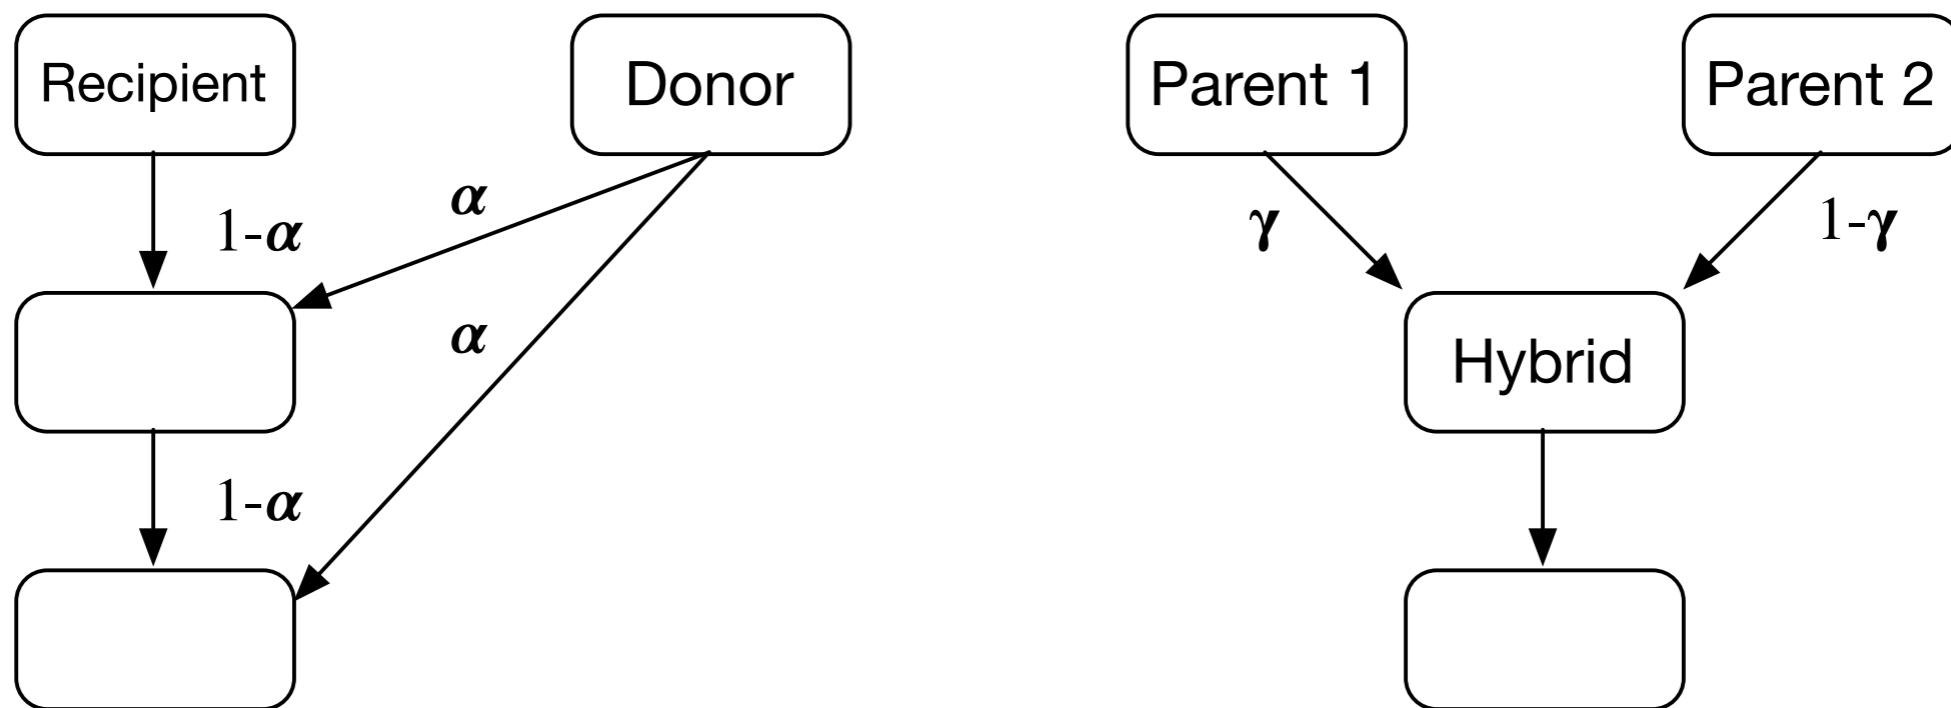 Recipient
Donor
Parent 1
Parent 2
α
1-α
γ
1-γ
α
Hybrid
1-α